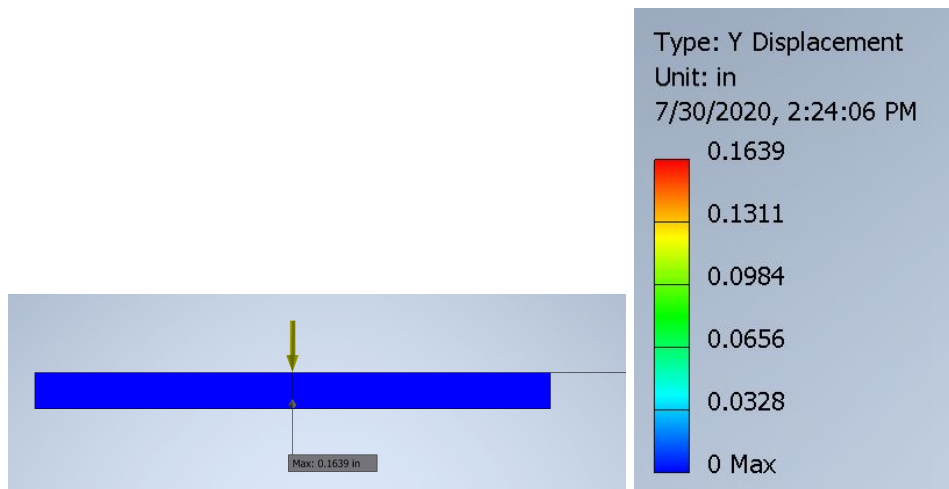 Type: Y Displacement
Unit: in
7/30/2020, 2:24:06 PM
0.1639
0.1311
0.0984
0.0656
0.0328
0 Max
Max: 0.1639 in